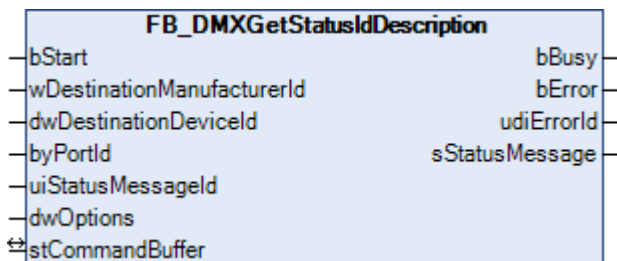 FB_DMXGetStatusIdDescription
bStart bBusy
wDestinationManufacturerId bError
dwDestinationDeviceId udiErrorId
byPortId sStatusMessage
uiStatusMessageId
dwOptions
stCommandBuffer